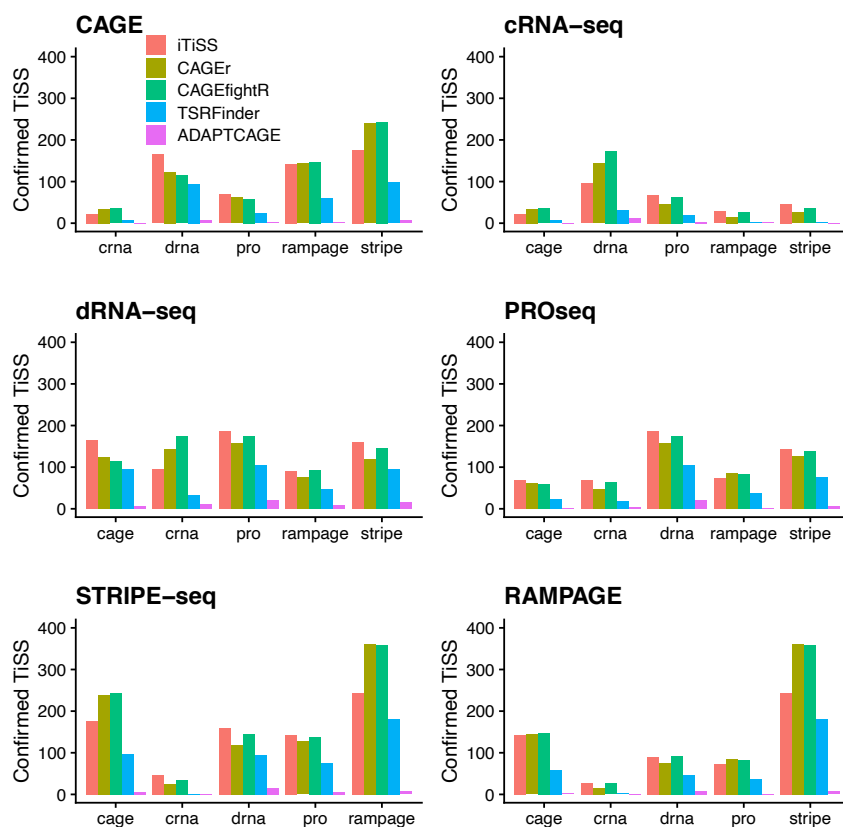 CAGE
iTiSS
CAGEr
CAGEfightR
TSRFinder
ADAPTCAGE
Confirmed TiSS
400
300
200
100
0
crna drna pro rampage stripe
cRNA−seq
Confirmed TiSS
400
300
200
100
0
cage drna pro rampage stripe
dRNA−seq
Confirmed TiSS
400
300
200
100
0
cage crna pro rampage stripe
PROseq
Confirmed TiSS
400
300
200
100
0
cage crna drna rampage stripe
STRIPE−seq
Confirmed TiSS
400
300
200
100
0
cage crna drna pro rampage
RAMPAGE
Confirmed TiSS
400
300
200
100
0
cage crna drna pro stripe